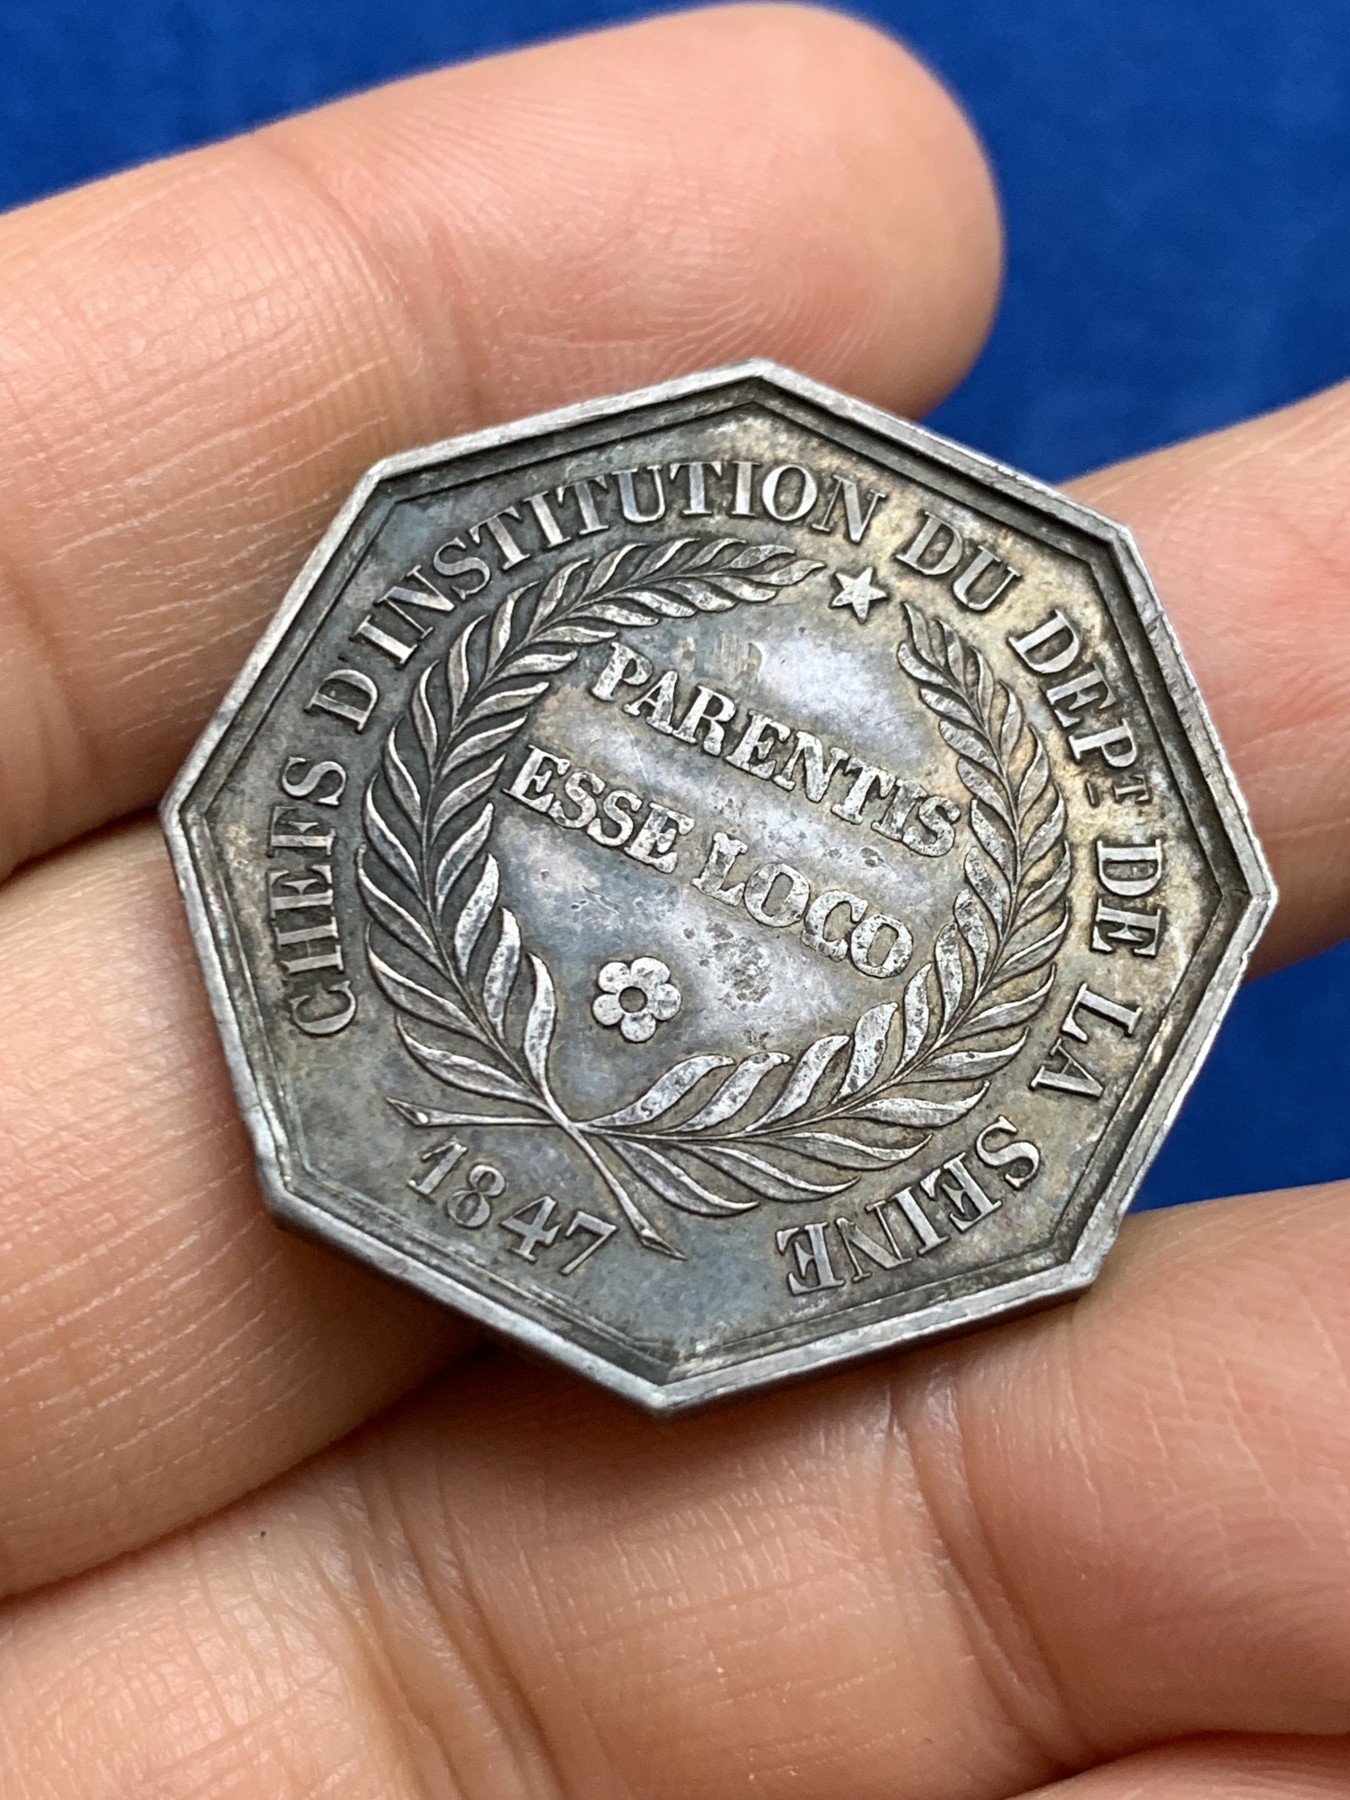 CHEFS D'INSTITUTION DU DEPT DE LA SEINE
PARENTIS
ESSE LOCO
1847